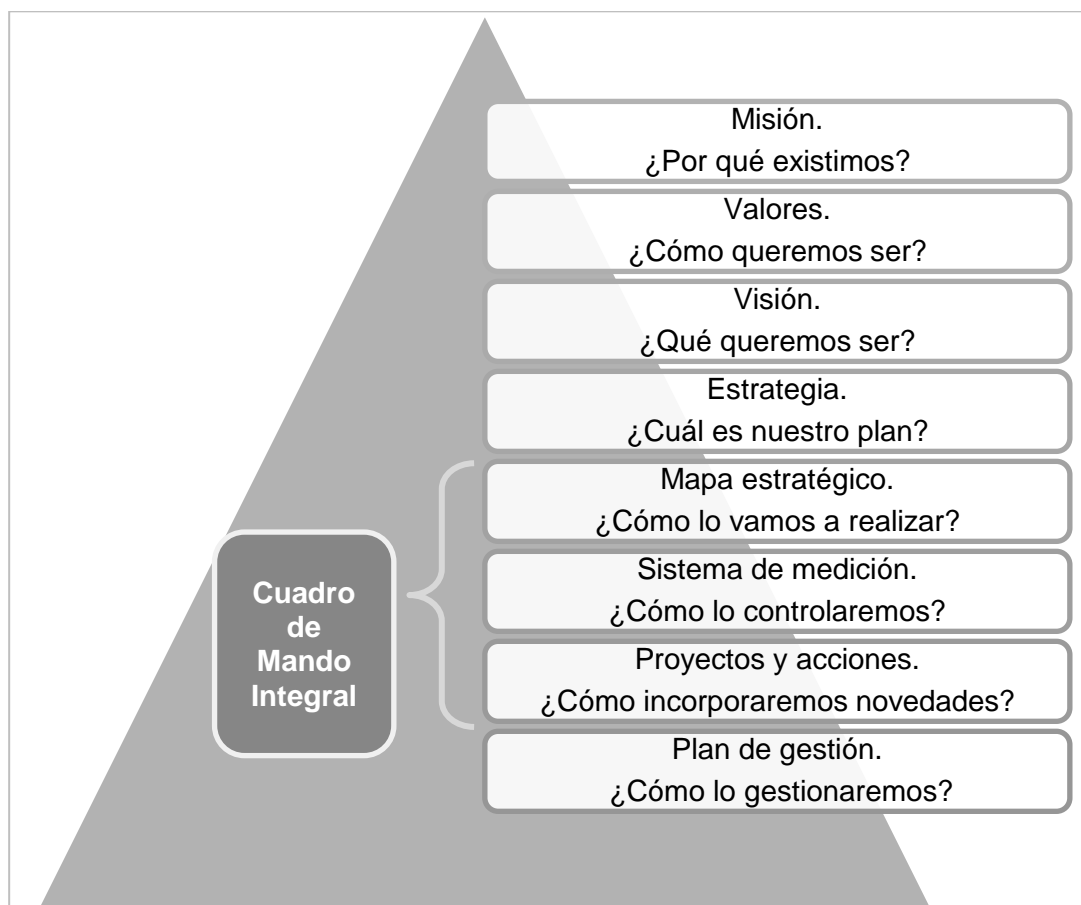 Misión.
¿Por qué existimos?
Valores.
¿Cómo queremos ser?
Visión.
¿Qué queremos ser?
Estrategia.
¿Cuál es nuestro plan?
Mapa estratégico.
¿Cómo lo vamos a realizar?
Sistema de medición.
¿Cómo lo controlaremos?
Proyectos y acciones.
¿Cómo incorporaremos novedades?
Plan de gestión.
¿Cómo lo gestionaremos?
Cuadro
de
Mando
Integral